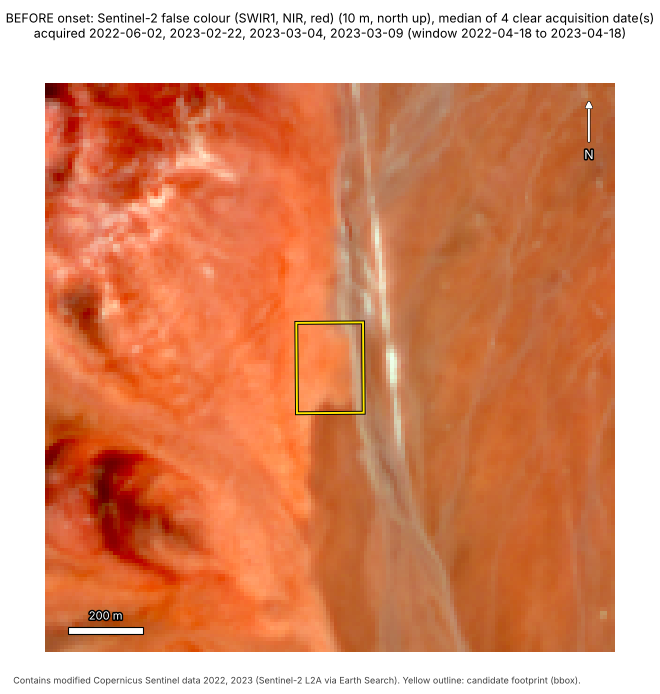 BEFORE onset: Sentinel-2 false colour (SWIR1, NIR, red) (10 m, north up), median of 4 clear acquisition date(s)
acquired 2022-06-02, 2023-02-22, 2023-03-04, 2023-03-09 (window 2022-04-18 to 2023-04-18)
N
200 m
Contains modified Copernicus Sentinel data 2022, 2023 (Sentinel-2 L2A via Earth Search). Yellow outline: candidate footprint (bbox).